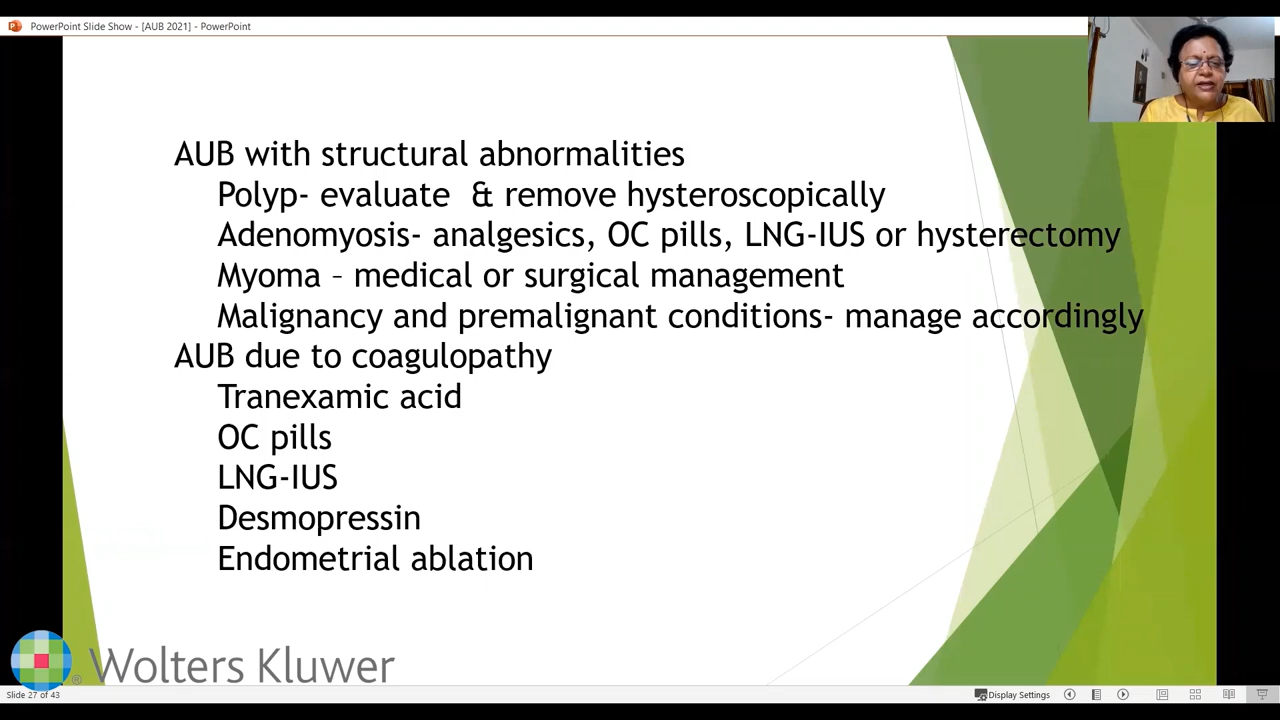 PowerPoint Slide Show - [AUB 2021] - PowerPoint
AUB with structural abnormalities
Polyp- evaluate & remove hysteroscopically
Adenomyosis- analgesics, OC pills, LNG-IUS or hysterectomy
Myoma – medical or surgical management
Malignancy and premalignant conditions- manage accordingly
AUB due to coagulopathy
Tranexamic acid
OC pills
LNG-IUS
Desmopressin
Endometrial ablation
® Wolters Kluwer
Slide 27 of 43
Display Settings